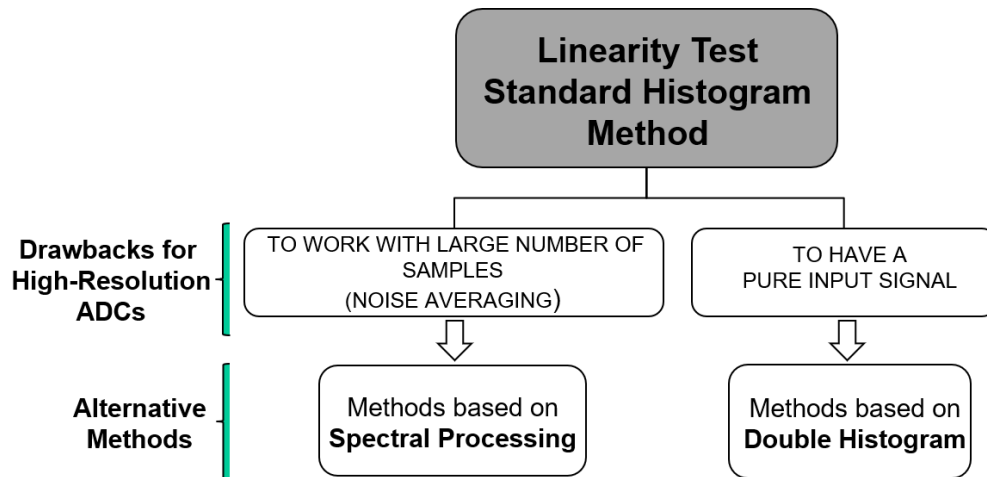 Linearity Test
Standard Histogram
Method
Drawbacks for
High-Resolution
ADCs
TO WORK WITH LARGE NUMBER OF
SAMPLES
(NOISE AVERAGING)
TO HAVE A
PURE INPUT SIGNAL
Alternative
Methods
Methods based on
Spectral Processing
Methods based on
Double Histogram